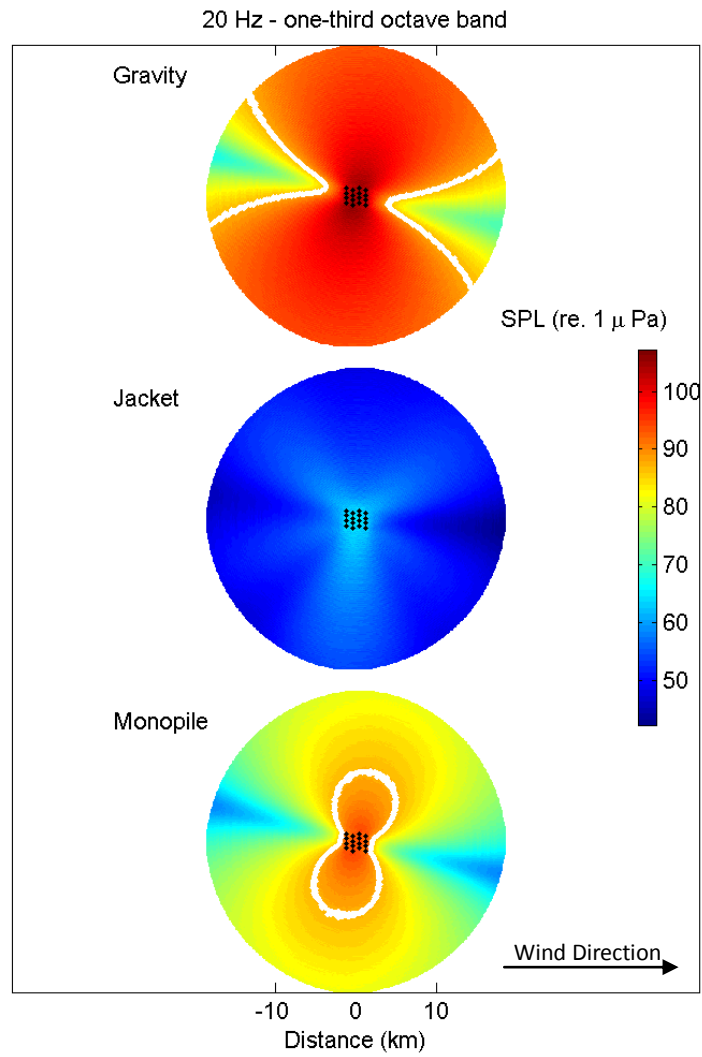 20 Hz - one-third octave band
Gravity
SPL (re. 1 μ Pa)
Jacket
100
90
80
70
60
50
Monopile
Wind Direction
-10 0 10
Distance (km)